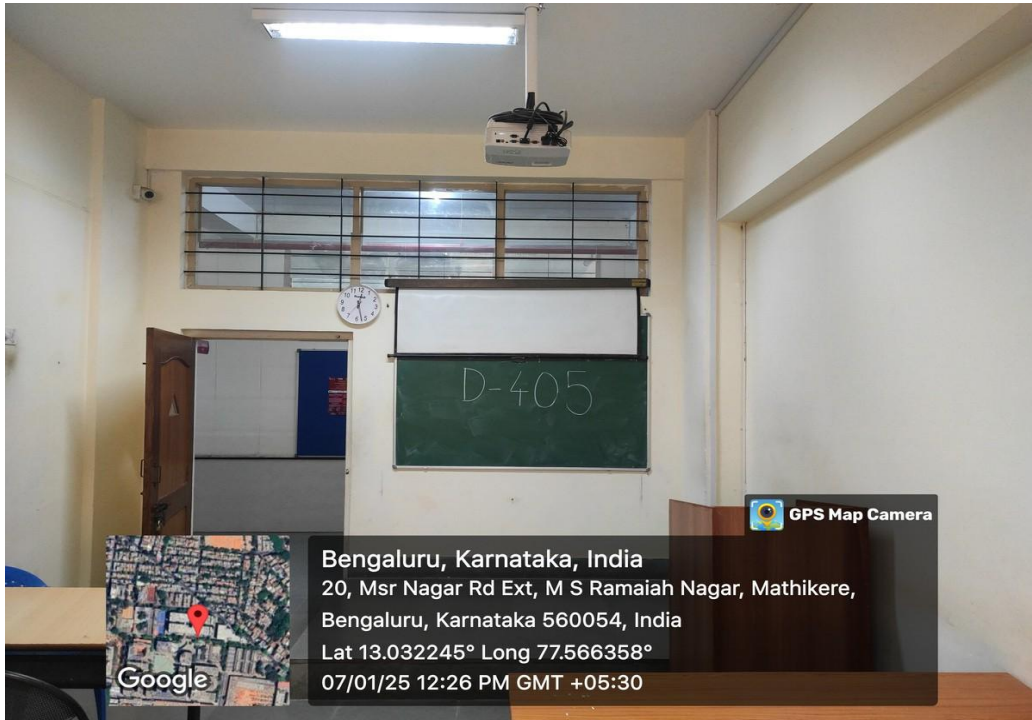 D-405
GPS Map Camera
Bengaluru, Karnataka, India
20, Msr Nagar Rd Ext, M S Ramaiah Nagar, Mathikere,
Bengaluru, Karnataka 560054, India
Lat 13.032245° Long 77.566358°
07/01/25 12:26 PM GMT +05:30
Google